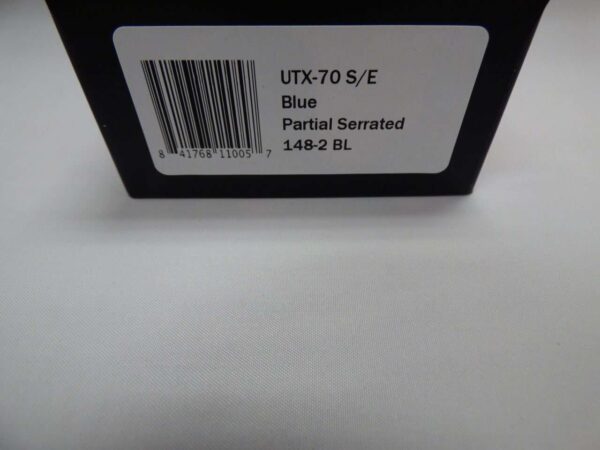 UTX-70 S/E
Blue
Partial Serrated
148-2 BL
8 41768 11005 7